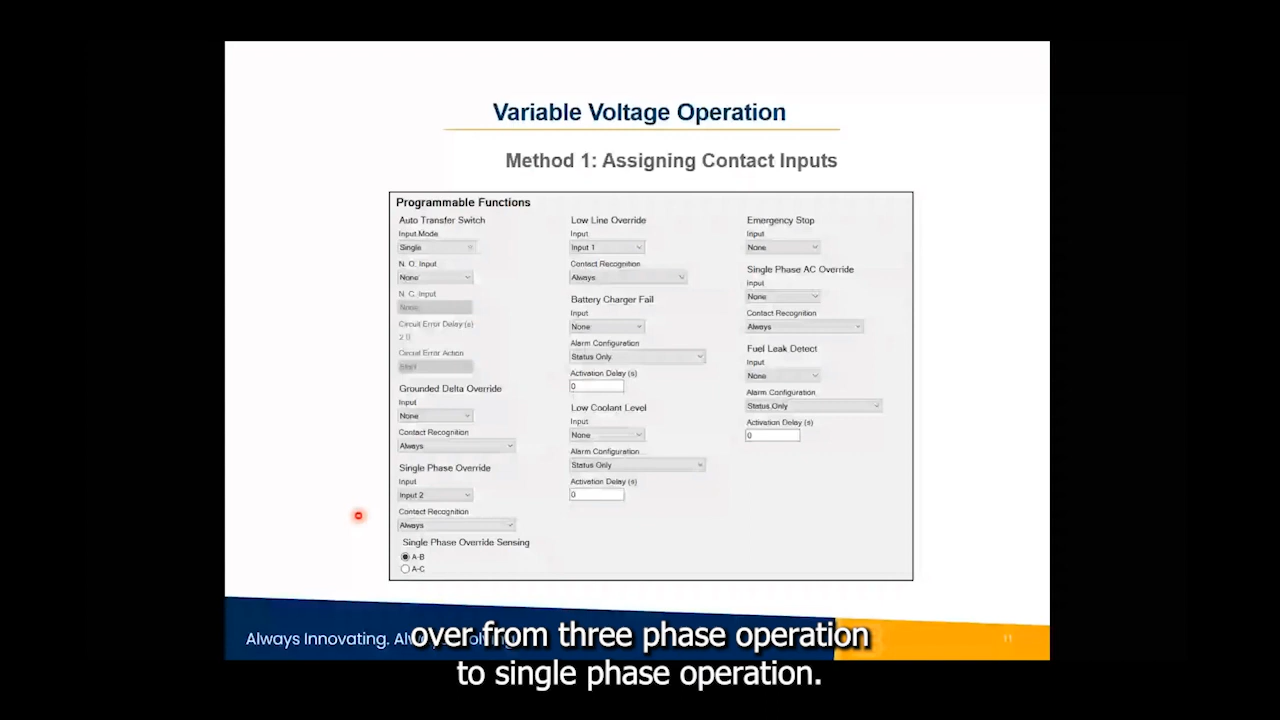 Variable Voltage Operation
Method 1: Assigning Contact Inputs
Programmable Functions
Auto Transfer Switch
Input Mode
Single
N. O. Input
None
N. C. Input
None
Circuit Error Delay (s)
Circuit Error Action
Grounded Delta Override
Input
None
Contact Recognition
Always
Single Phase Override
Input
Input 2
Contact Recognition
Always
Single Phase Override Sensing
A-B
A-C
Low Line Override
Input
Input 1
Contact Recognition
Always
Battery Charger Fail
Input
None
Alarm Configuration
Status Only
Activation Delay (s)
0
Low Coolant Level
Input
None
Alarm Configuration
Status Only
Activation Delay (s)
0
Emergency Stop
Input
None
Single Phase AC Override
Input
None
Contact Recognition
Always
Fuel Leak Detect
Input
None
Alarm Configuration
Status Only
Activation Delay (s)
0
Always Innovating.
11
over from three phase operation
to single phase operation.